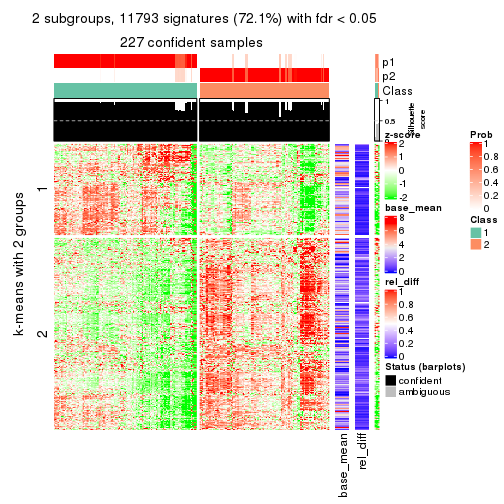 2 subgroups, 11793 signatures (72.1%) with fdr < 0.05
227 confident samples
p1
p2
Class
1
0.5
0
Silhouette
score
k-means with 2 groups
1
2
z-score
2
1
0
-1
-2
base_mean
8
6
4
2
0
rel_diff
1
0.8
0.6
0.4
0.2
0
Status (barplots)
confident
ambiguous
Prob
1
0.8
0.6
0.4
0.2
0
Class
1
2
base_mean
rel_diff